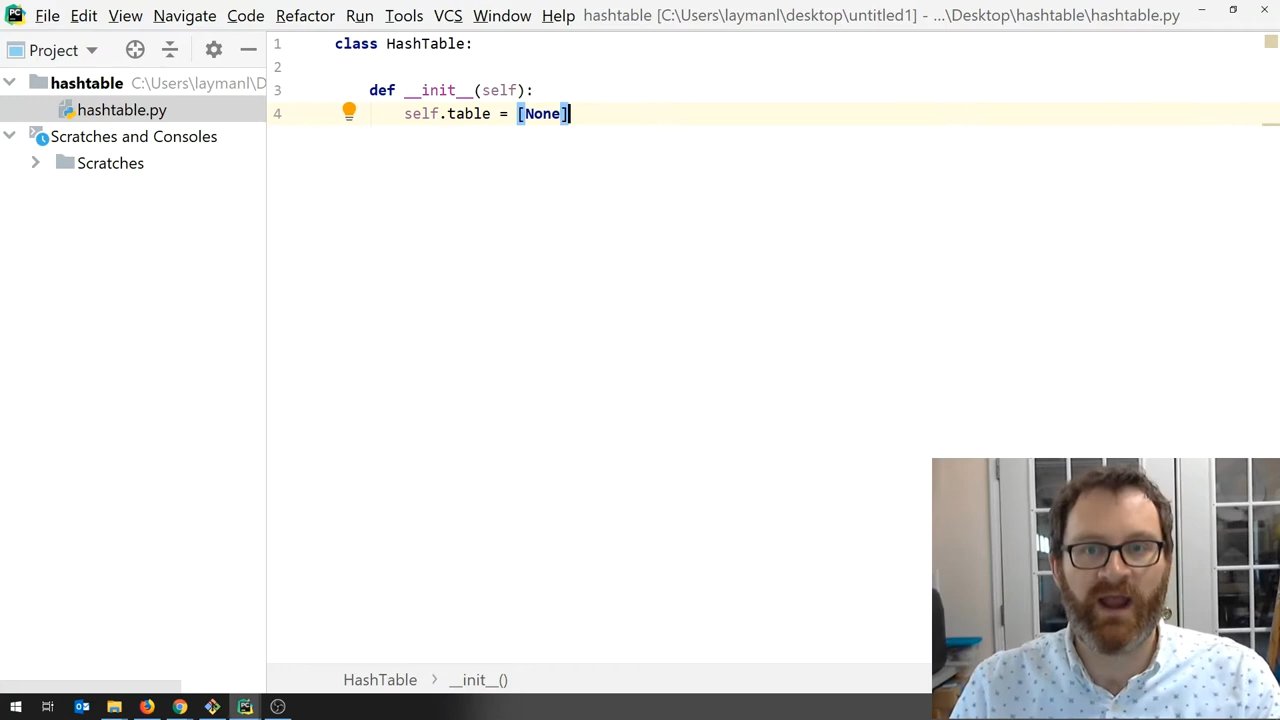 PC File Edit View Navigate Code Refactor Run Tools VCS Window Help hashtable [C:\Users\laymanl\desktop\untitled1] - ...\Desktop\hashtable\hashtable.py
Project
hashtable C:\Users\laymanl\D
hashtable.py
Scratches and Consoles
Scratches
1 class HashTable:
2
3 def __init__(self):
4 self.table = [None]
HashTable > __init__()